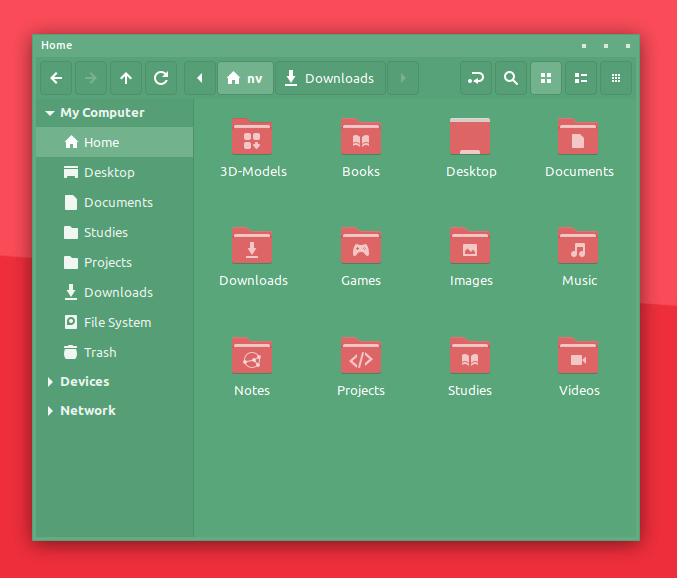 Home
nv Downloads
My Computer
Home
Desktop
Documents
Studies
Projects
Downloads
File System
Trash
Devices
Network
3D-Models Books Desktop Documents
Downloads Games Images Music
Notes Projects Studies Videos